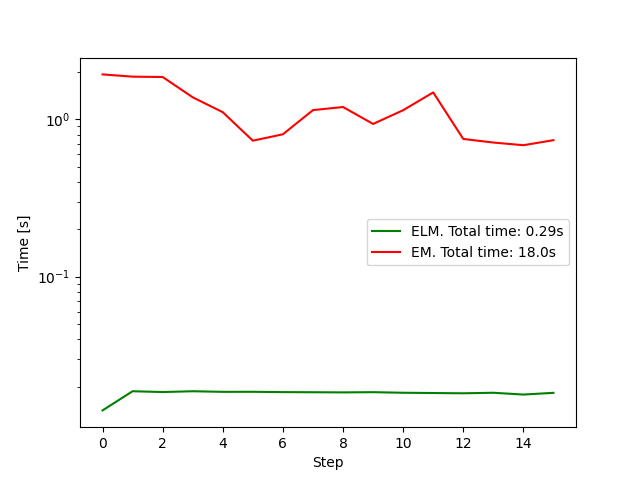 10⁰
10⁻¹
Time [s]
ELM. Total time: 0.29s
EM. Total time: 18.0s
0 2 4 6 8 10 12 14
Step